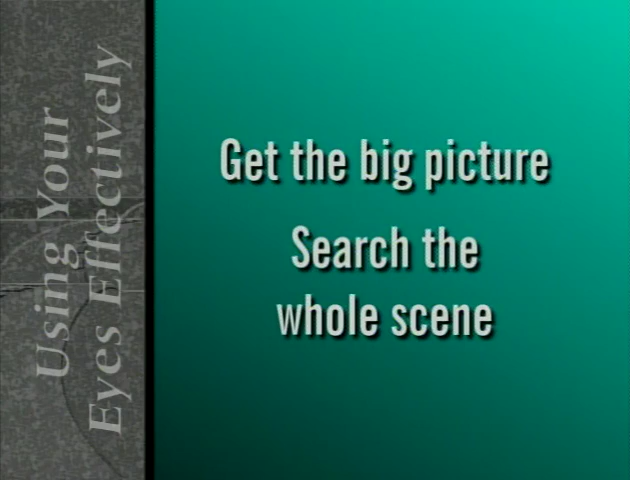 Using Your
Eyes Effectively
Get the big picture
Search the
whole scene